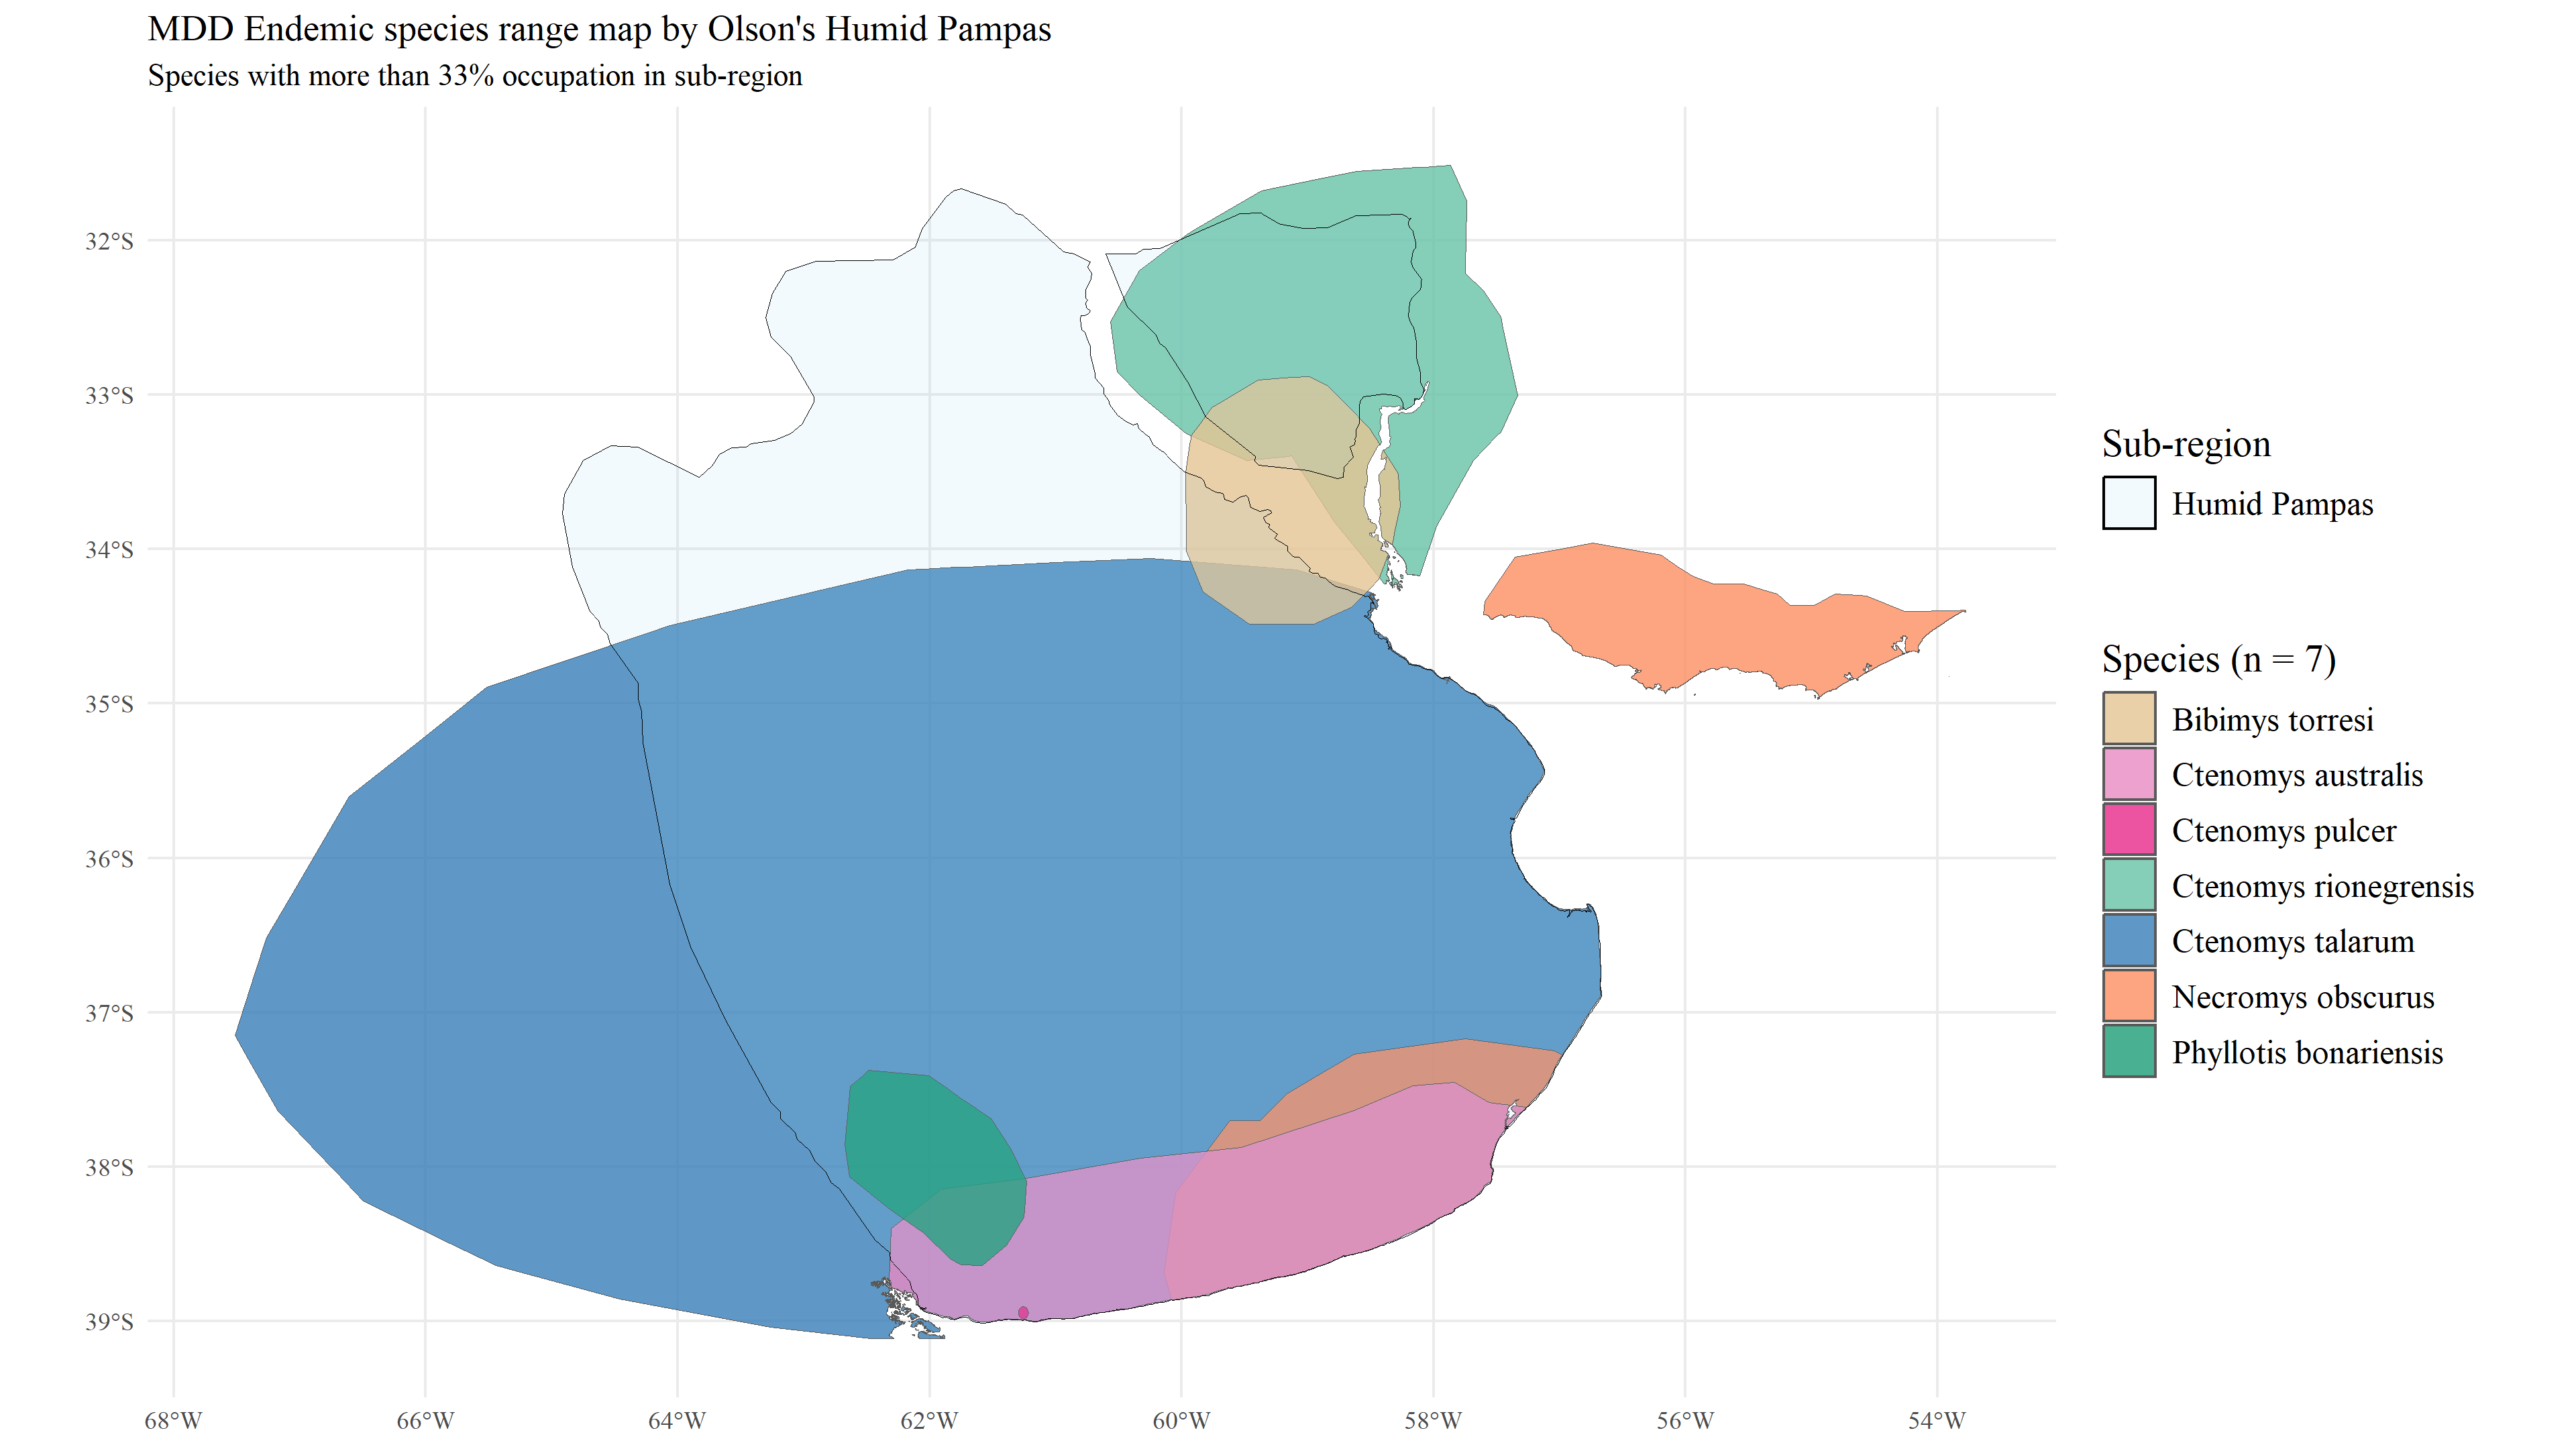 MDD Endemic species range map by Olson's Humid Pampas
Species with more than 33% occupation in sub-region
32°S
33°S
34°S
35°S
36°S
37°S
38°S
39°S
68°W
66°W
64°W
62°W
60°W
58°W
56°W
54°W
Sub-region
Humid Pampas
Species (n = 7)
Bibimys torresi
Ctenomys australis
Ctenomys pulcer
Ctenomys rionegrensis
Ctenomys talarum
Necromys obscurus
Phyllotis bonariensis